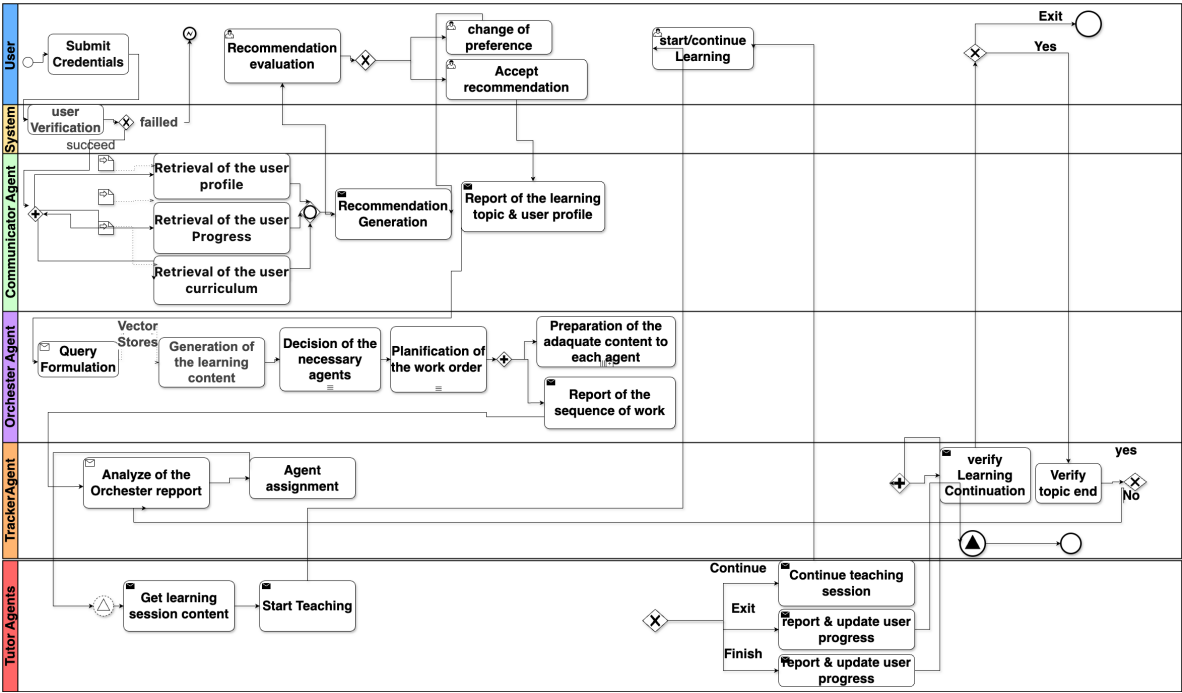 User
Submit
Credentials
Recommendation
evaluation
change of
preference
Accept
recommendation
start/continue
Learning
Exit
Yes
System
user
Verification
failled
succeed
Communicator Agent
Retrieval of the user
profile
Retrieval of the user
Progress
Retrieval of the user
curriculum
Recommendation
Generation
Report of the learning
topic & user profile
Orchester Agent
Query
Formulation
Vector
Stores
Generation of
the learning
content
Decision of the
necessary
agents
Planification of
the work order
Preparation of the
adequate content to
each agent
Report of the
sequence of work
TrackerAgent
Analyze of the
Orchester repport
Agent
assignment
verify
Learning
Continuation
Verify
topic end
yes
No
Tutor Agents
Get learning
session content
Start Teaching
Continue
Exit
Finish
Continue teaching
session
report & update user
progress
report & update user
progress